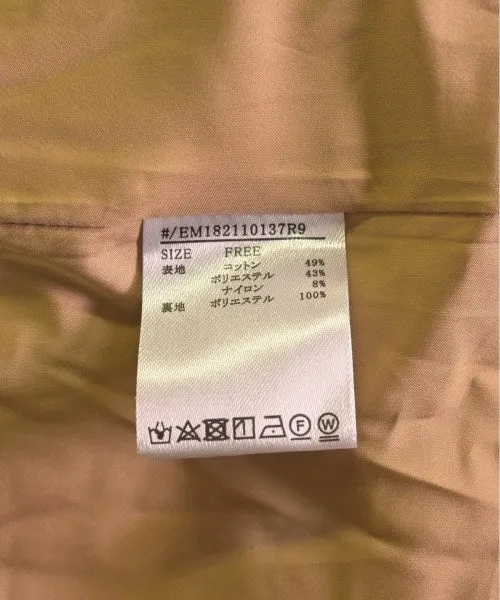 #/EM182110137R9
SIZE FREE
表地 コットン 49%
ポリエステル 43%
ナイロン 8%
裏地 ポリエステル 100%
F W